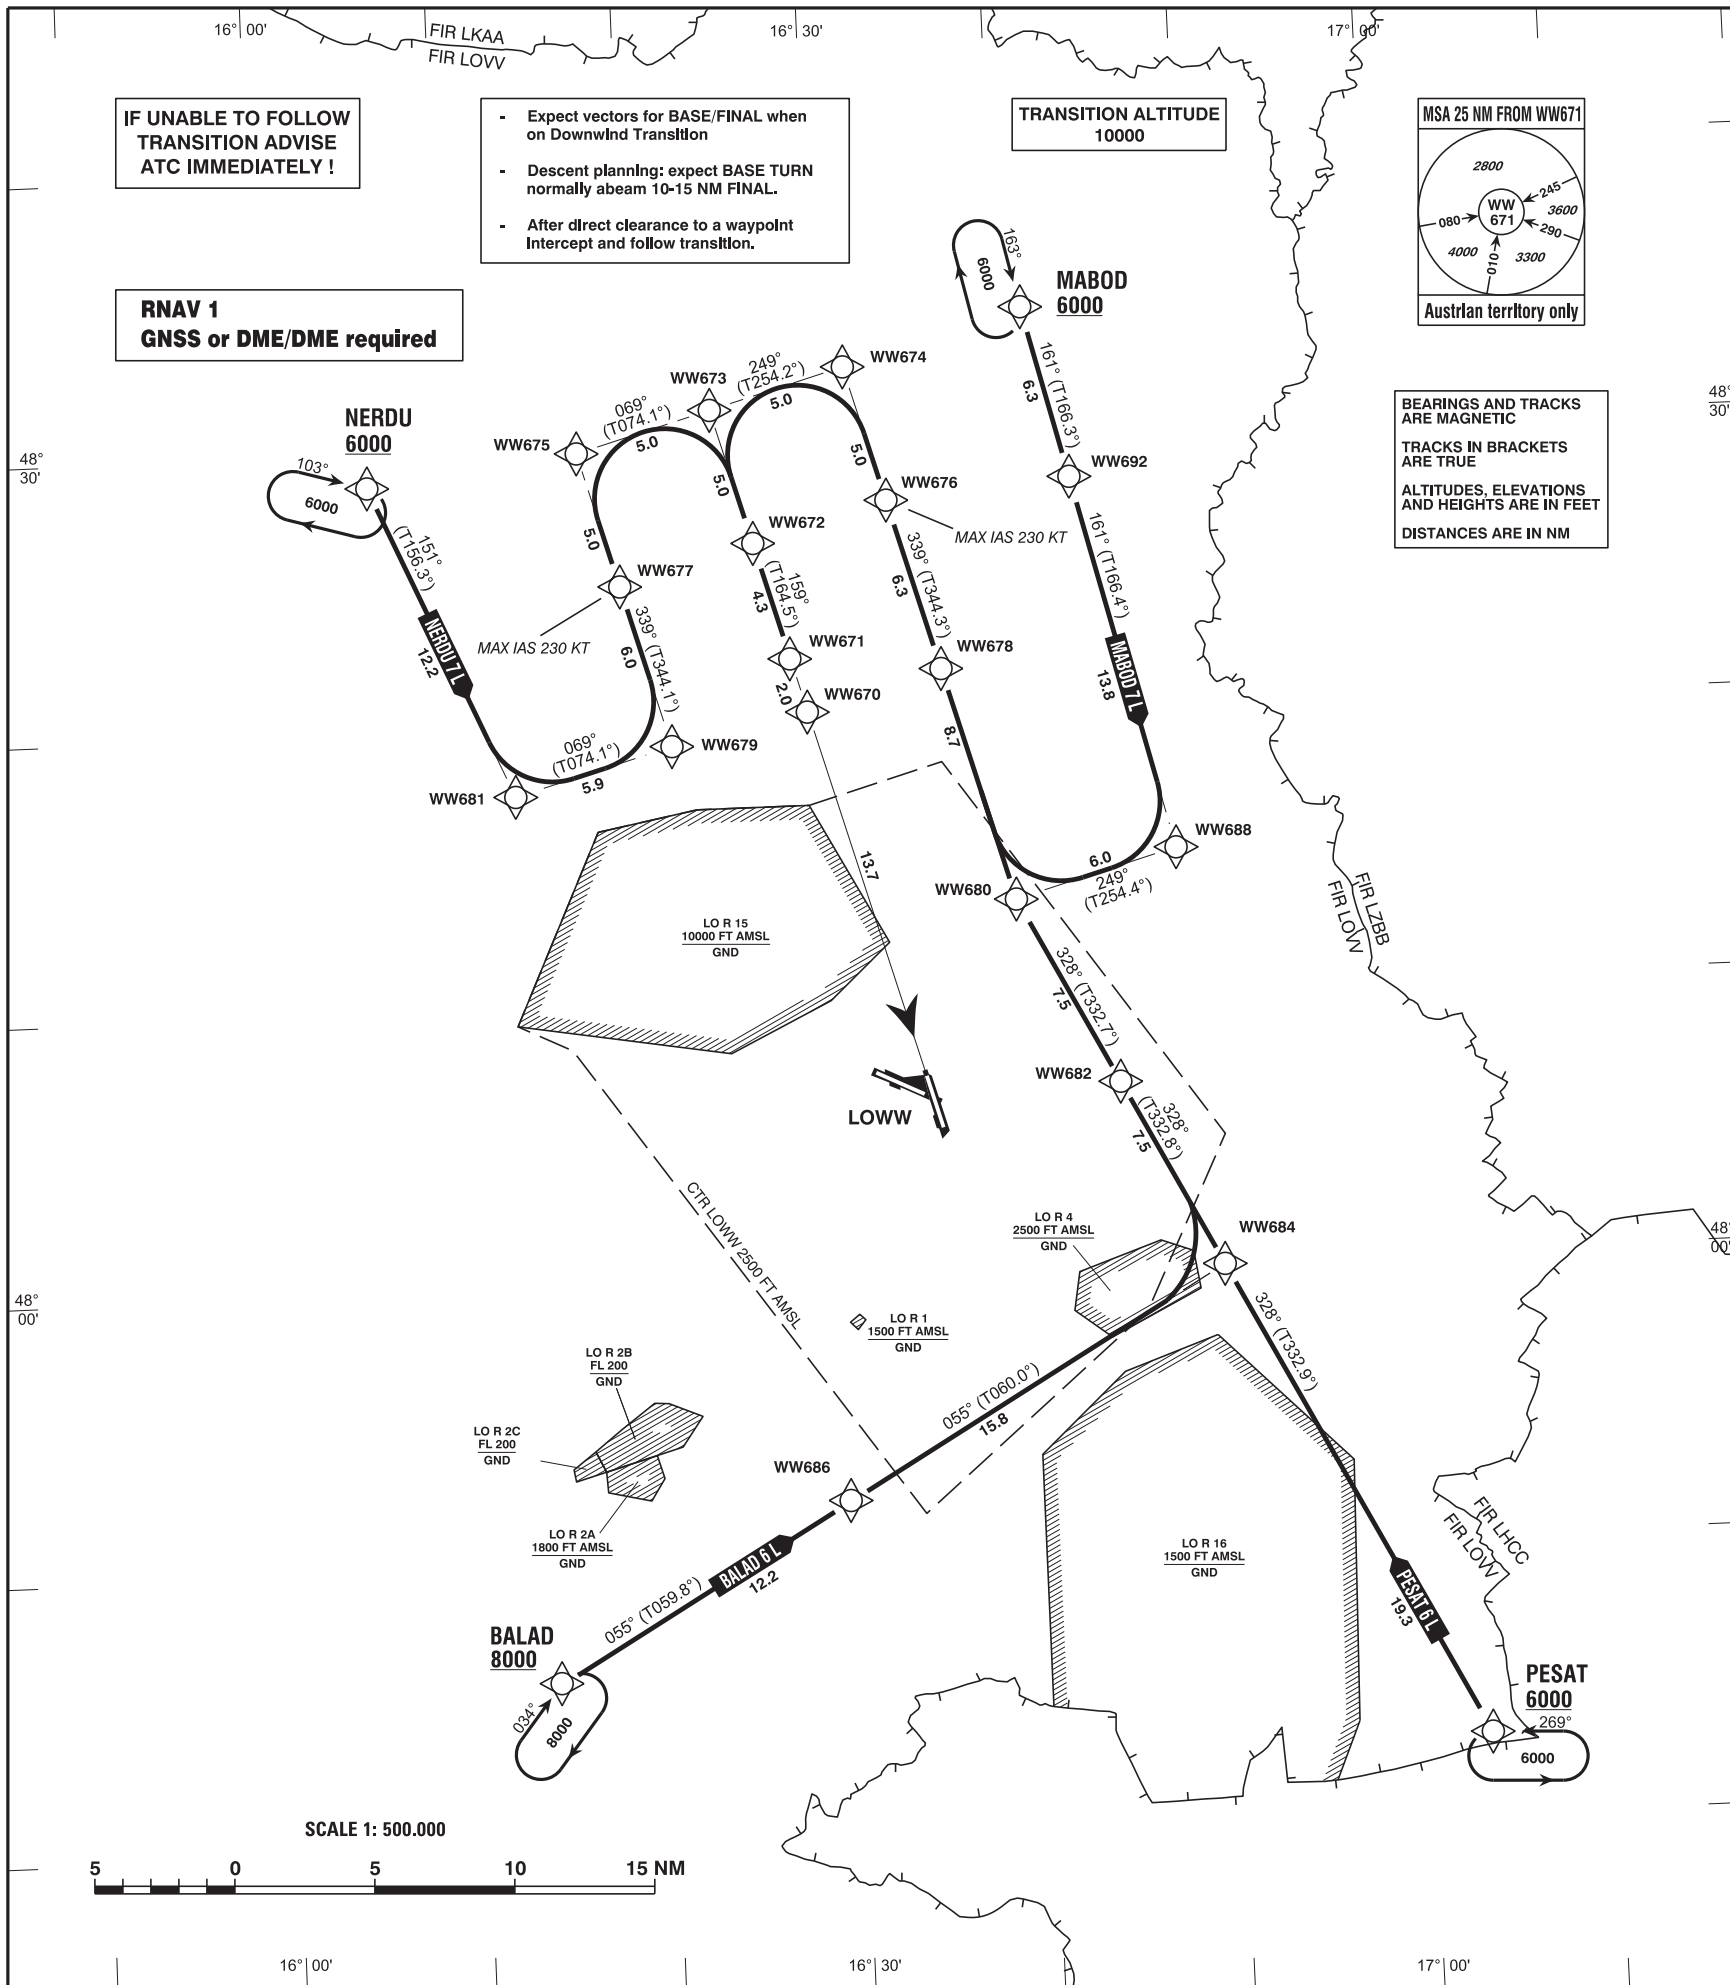 16° 00'
16° 30'
17° 00'
FIR LKAA
FIR LOVV
IF UNABLE TO FOLLOW
TRANSITION ADVISE
ATC IMMEDIATELY !
- Expect vectors for BASE/FINAL when
on Downwind Transition
- Descent planning: expect BASE TURN
normally abeam 10-15 NM FINAL.
- After direct clearance to a waypoint
intercept and follow transition.
TRANSITION ALTITUDE
10000
MSA 25 NM FROM WW671
2800
245
WW
671
3600
080
290
4000
010
3300
Austrian territory only
RNAV 1
GNSS or DME/DME required
163°
6000
MABOD
6000
161° (T166.3°)
6.3
WW674
249°
(T254.2°)
5.0
WW673
069°
(T074.1°)
5.0
WW675
NERDU
6000
103°
6000
48°
30'
48°
30'
BEARINGS AND TRACKS
ARE MAGNETIC
TRACKS IN BRACKETS
ARE TRUE
ALTITUDES, ELEVATIONS
AND HEIGHTS ARE IN FEET
DISTANCES ARE IN NM
WW692
5.0
WW676
5.0
MAX IAS 230 KT
WW672
5.0
151°
(T156.3°)
161° (T166.4°)
339° (T344.3°)
6.3
159°
(T164.5°)
4.3
WW677
MAX IAS 230 KT
339° (T344.1°)
6.0
NERDU 7 L
12.2
MABOD 7 L
13.8
WW671
WW678
2.0
WW670
8.7
WW679
069°
(T074.1°)
5.9
WW681
WW688
6.0
249°
(T254.4°)
13.7
WW680
FIR LZBB
FIR LOVV
LO R 15
10000 FT AMSL
GND
328° (T332.7°)
7.5
WW682
LOWW
328°
(T332.8°)
7.5
CTR LOWW 2500 FT AMSL
LO R 4
2500 FT AMSL
GND
WW684
48°
00'
48°
00'
328° (T332.9°)
LO R 1
1500 FT AMSL
GND
LO R 2B
FL 200
GND
LO R 2C
FL 200
GND
055° (T060.0°)
15.8
WW686
LO R 2A
1800 FT AMSL
GND
LO R 16
1500 FT AMSL
GND
FIR LHCC
FIR LOVV
BALAD 6 L
12.2
055° (T059.8°)
PESAT 6 L
19.3
BALAD
8000
034°
8000
PESAT
6000
269°
6000
SCALE 1: 500.000
5 0 5 10 15 NM
16° 00'
16° 30'
17° 00'